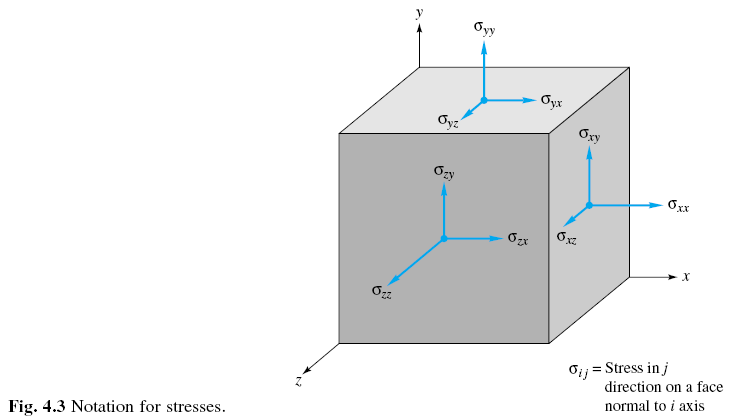 y
σyy
σyx
σyz
σxy
σzy
σxx
σzx
σxz
x
σzz
z
σij = Stress in j
direction on a face
normal to i axis
Fig. 4.3 Notation for stresses.